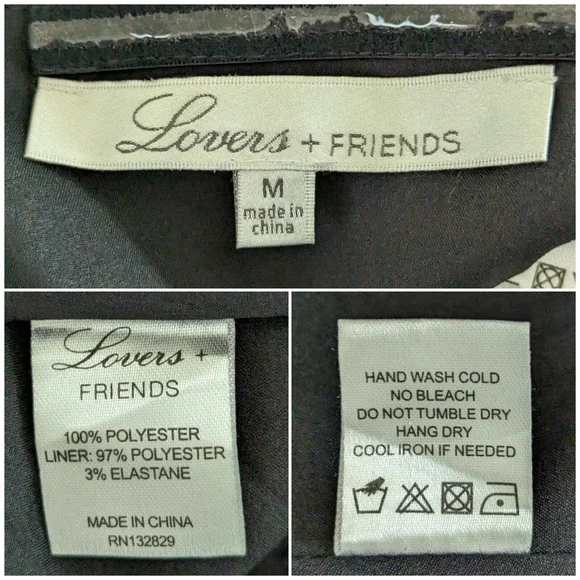 Lovers + FRIENDS
M
made in
china
Lovers +
FRIENDS
100% POLYESTER
LINER: 97% POLYESTER
3% ELASTANE
MADE IN CHINA
RN132829
HAND WASH COLD
NO BLEACH
DO NOT TUMBLE DRY
HANG DRY
COOL IRON IF NEEDED